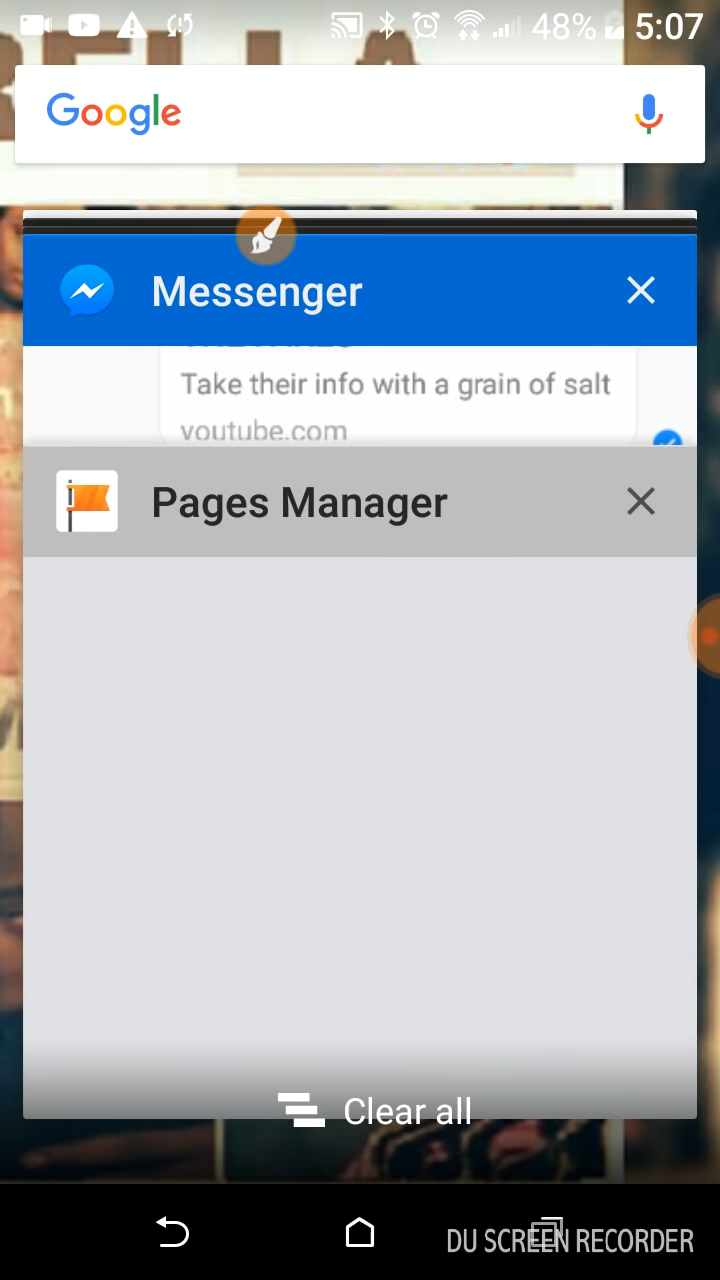 48% 5:07
Google
Messenger
Take their info with a grain of salt
youtube.com
Pages Manager
Clear all
DU SCREEN RECORDER